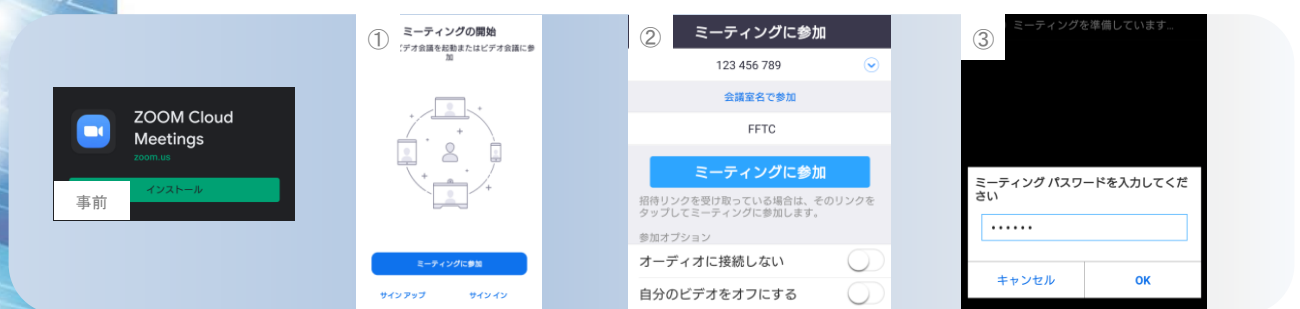 ZOOM Cloud
Meetings
zoom.us
インストール
事前
①
ミーティングの開始
ビデオ会議を起動またはビデオ会議に参
加
ミーティングに参加
サインアップ
サインイン
②
ミーティングに参加
123 456 789
会議室名で参加
FFTC
ミーティングに参加
招待リンクを受け取っている場合は、そのリンクを
タップしてミーティングに参加します。
参加オプション
オーディオに接続しない
自分のビデオをオフにする
③
ミーティングを準備しています...
ミーティング パスワードを入力してくだ
さい
••••••
キャンセル
OK